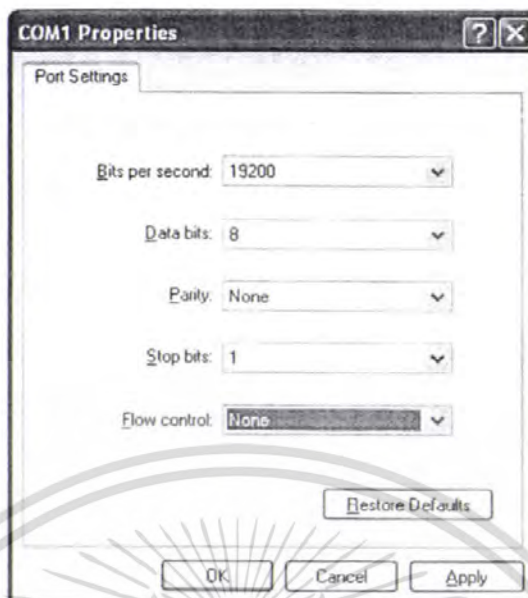 COM1 Properties
Port Settings
Bits per second: 19200
Data bits: 8
Parity: None
Stop bits: 1
Flow control: None
Restore Defaults
OK Cancel Apply